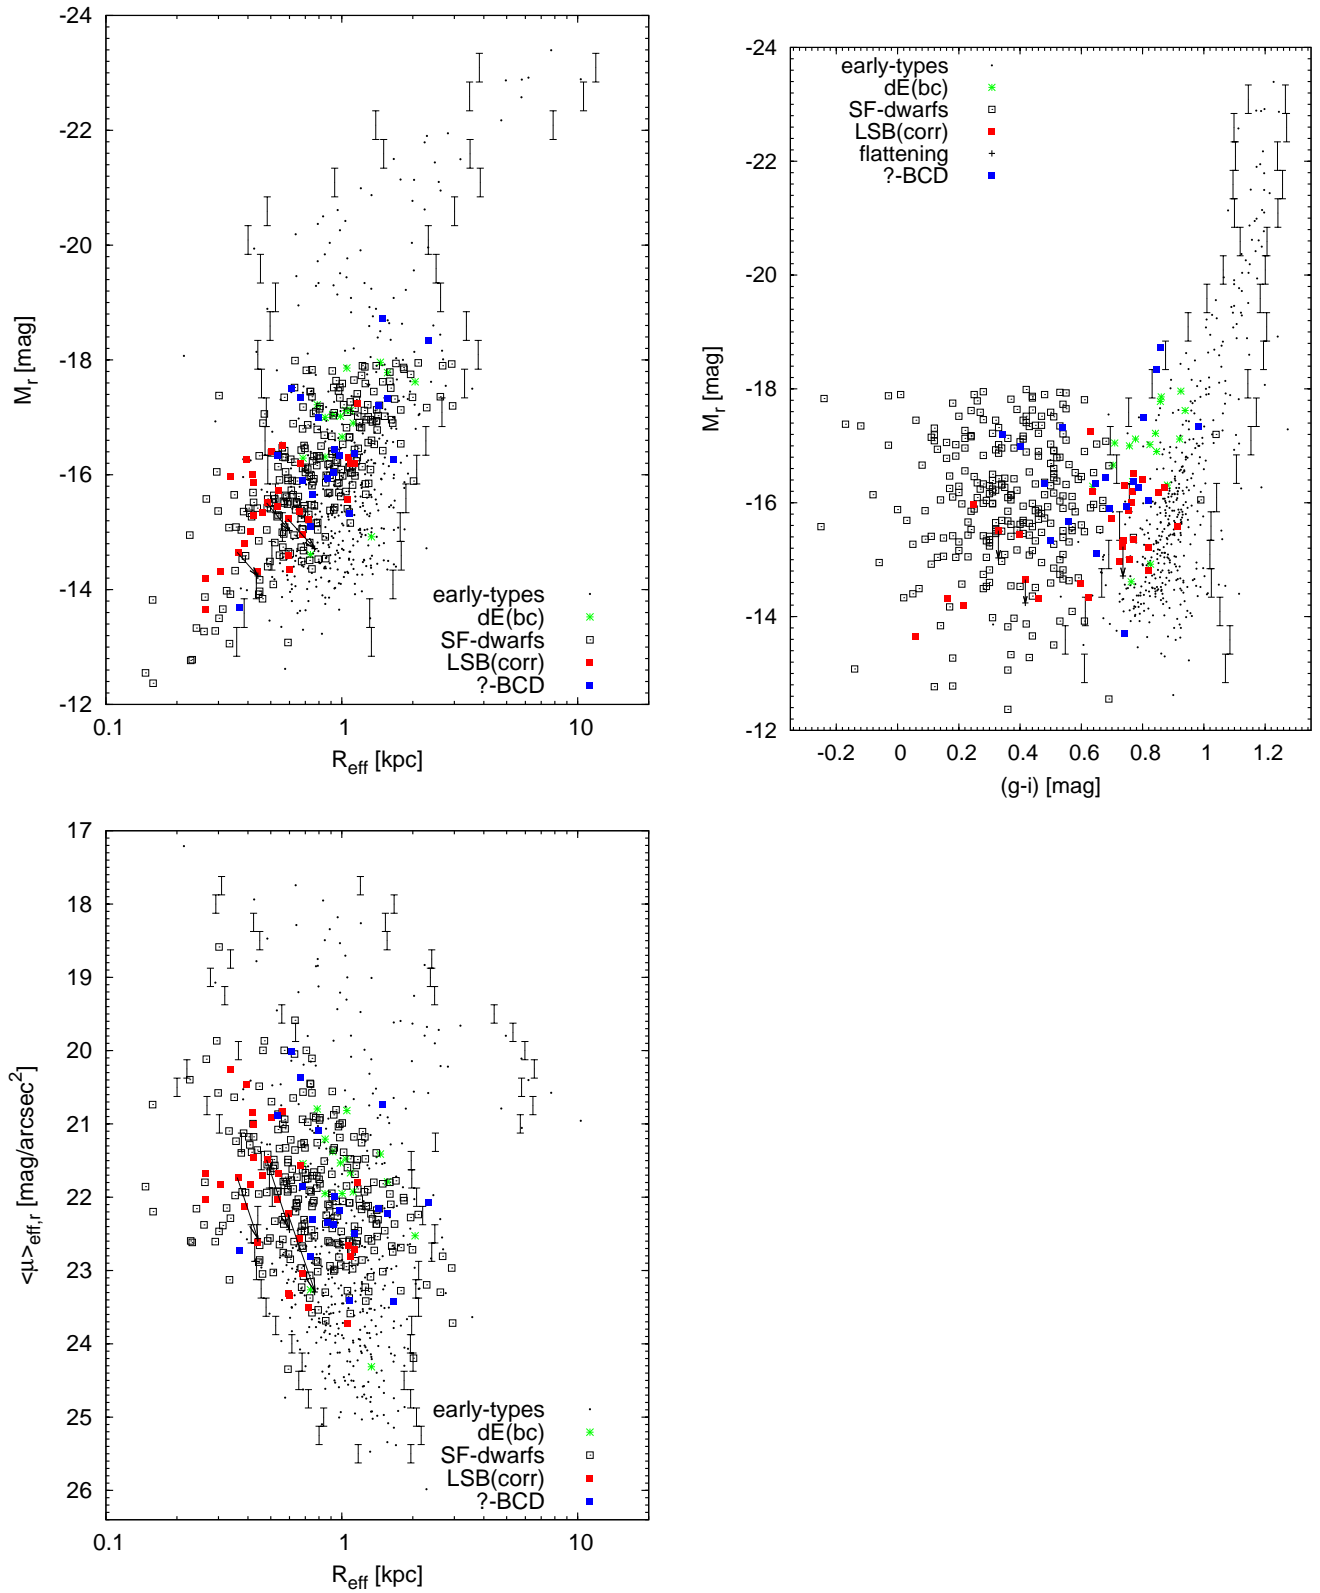 -24
-22
-20
-18
-16
-14
-12
M_r [mag]
0.1
1
10
R_eff [kpc]
early-types
dE(bc)
SF-dwarfs
LSB(corr)
?-BCD
-24
-22
-20
-18
-16
-14
-12
M_r [mag]
-0.2
0
0.2
0.4
0.6
0.8
1
1.2
(g-i) [mag]
early-types
dE(bc)
SF-dwarfs
LSB(corr)
flattening
?-BCD
17
18
19
20
21
22
23
24
25
26
<μ>_eff,r [mag/arcsec^2]
0.1
1
10
R_eff [kpc]
early-types
dE(bc)
SF-dwarfs
LSB(corr)
?-BCD